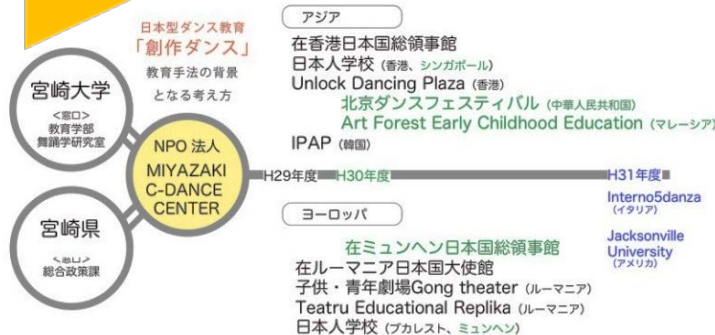 日本型ダンス教育
「創作ダンス」
教育手法の背景
となる考え方
宮崎大学
<窓口>
教育学部
舞踊学研究室
NPO 法人
MIYAZAKI
C-DANCE
CENTER
宮崎県
<窓口>
総合政策課
アジア
在香港日本国総領事館
日本人学校(香港、シンガポール)
Unlock Dancing Plaza(香港)
北京ダンスフェスティバル(中華人民共和国)
Art Forest Early Childhood Education(マレーシア)
IPAP(韓国)
H29年度 H30年度 H31年度
Interno5danza
(イタリア)
Jacksonville
University
(アメリカ)
ヨーロッパ
在ミュンヘン日本国総領事館
在ルーマニア日本国大使館
子供・青年劇場Gong theater(ルーマニア)
Teatru Educational Replika(ルーマニア)
日本人学校(ブカレスト、ミュンヘン)